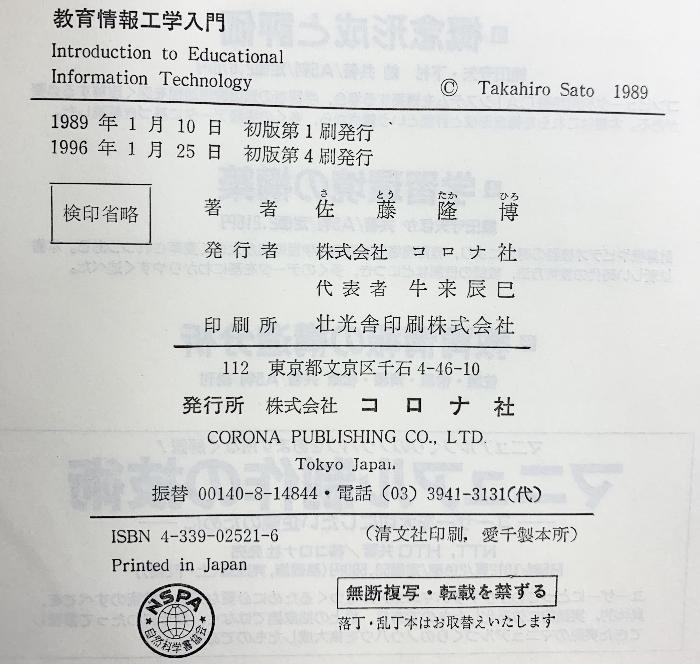 教育情報工学入門
Introduction to Educational
Information Technology
© Takahiro Sato 1989
1989 年 1 月 10 日 初版第 1 刷発行
1996 年 1 月 25 日 初版第 4 刷発行
検印省略
さ とう たか ひろ
著者 佐藤隆博
発行者 株式会社 コロナ社
代表者 牛来辰巳
印刷所 壮光舎印刷株式会社
112 東京都文京区千石 4-46-10
発行所 株式会社 コロナ社
CORONA PUBLISHING CO., LTD.
Tokyo Japan
振替 00140-8-14844・電話 (03) 3941-3131(代)
ISBN 4-339-02521-6
(清文社印刷, 愛千製本所)
Printed in Japan
無断複写・転載を禁ずる
落丁・乱丁本はお取替えいたします
NSPA
自然科学書協会